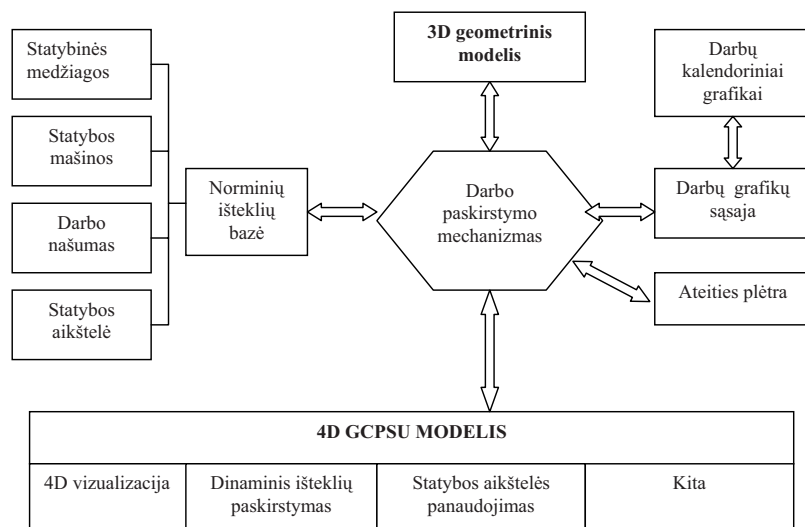 Statybinės
medžiagos
Statybos
mašinos
Darbo
našumas
Statybos
aikštelė
Norminių
išteklių
bazė
3D geometrinis
modelis
Darbo
paskirstymo
mechanizmas
Darbų
kalendoriniai
grafikai
Darbų grafikų
sąsaja
Ateities plėtra
4D GCPSU MODELIS
4D vizualizacija
Dinaminis išteklių
paskirstymas
Statybos aikštelės
panaudojimas
Kita